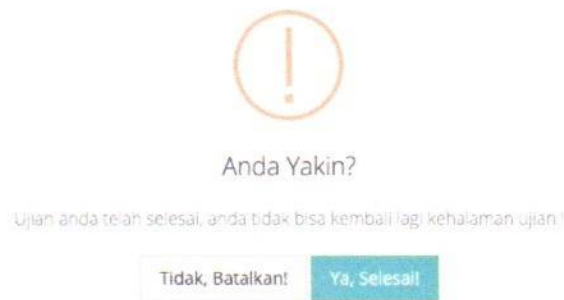 Anda Yakin?
Ujian anda telah selesai, anda tidak bisa kembali lagi kehalaman ujian !
Tidak, Batalkan!
Ya, Selesai!